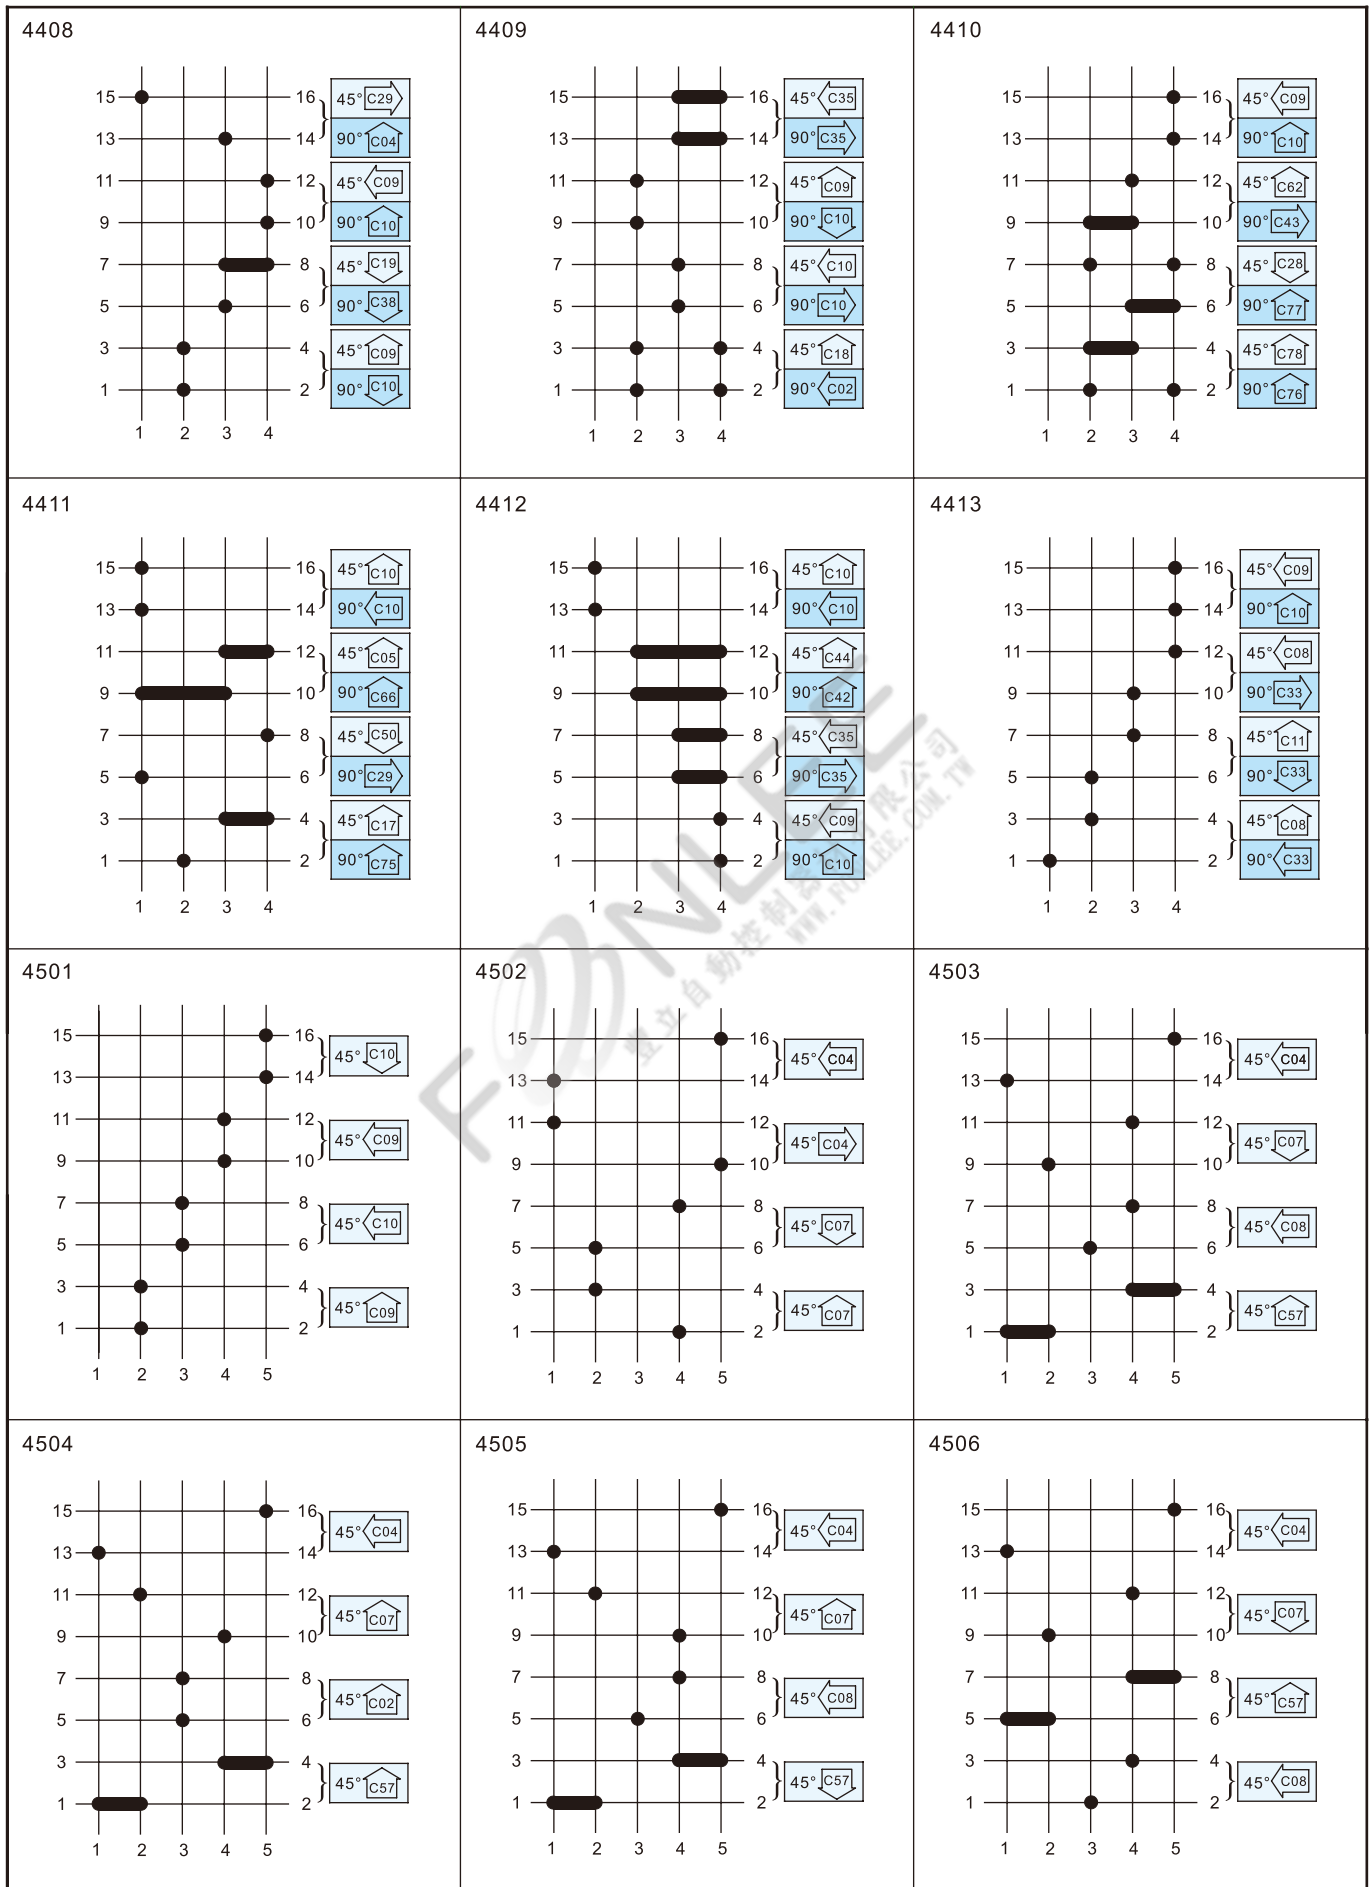 4408
15 16 45° C29
13 14 90° C04
11 12 45° C09
9 10 90° C10
7 8 45° C19
5 6 90° C38
3 4 45° C09
1 2 90° C10
1 2 3 4
4409
15 16 45° C35
13 14 90° C35
11 12 45° C09
9 10 90° C10
7 8 45° C10
5 6 90° C10
3 4 45° C18
1 2 90° C02
1 2 3 4
4410
15 16 45° C09
13 14 90° C10
11 12 45° C62
9 10 90° C43
7 8 45° C28
5 6 90° C77
3 4 45° C78
1 2 90° C76
1 2 3 4
4411
15 16 45° C10
13 14 90° C10
11 12 45° C05
9 10 90° C66
7 8 45° C50
5 6 90° C29
3 4 45° C17
1 2 90° C75
1 2 3 4
4412
15 16 45° C10
13 14 90° C10
11 12 45° C44
9 10 90° C42
7 8 45° C35
5 6 90° C35
3 4 45° C09
1 2 90° C10
1 2 3 4
4413
15 16 45° C09
13 14 90° C10
11 12 45° C08
9 10 90° C33
7 8 45° C11
5 6 90° C33
3 4 45° C08
1 2 90° C33
1 2 3 4
FONLEE
豐立自動控制器材有限公司
WWW.FONLEE.COM.TW
4501
15 16
45° C10
13 14
11 12
45° C09
9 10
7 8
45° C10
5 6
3 4
45° C09
1 2
1 2 3 4 5
4502
15 16
45° C04
13 14
11 12
45° C04
9 10
7 8
45° C07
5 6
3 4
45° C07
1 2
1 2 3 4 5
4503
15 16
45° C04
13 14
11 12
45° C07
9 10
7 8
45° C08
5 6
3 4
45° C57
1 2
1 2 3 4 5
4504
15 16
45° C04
13 14
11 12
45° C07
9 10
7 8
45° C02
5 6
3 4
45° C57
1 2
1 2 3 4 5
4505
15 16
45° C04
13 14
11 12
45° C07
9 10
7 8
45° C08
5 6
3 4
45° C57
1 2
1 2 3 4 5
4506
15 16
45° C04
13 14
11 12
45° C07
9 10
7 8
45° C57
5 6
3 4
45° C08
1 2
1 2 3 4 5